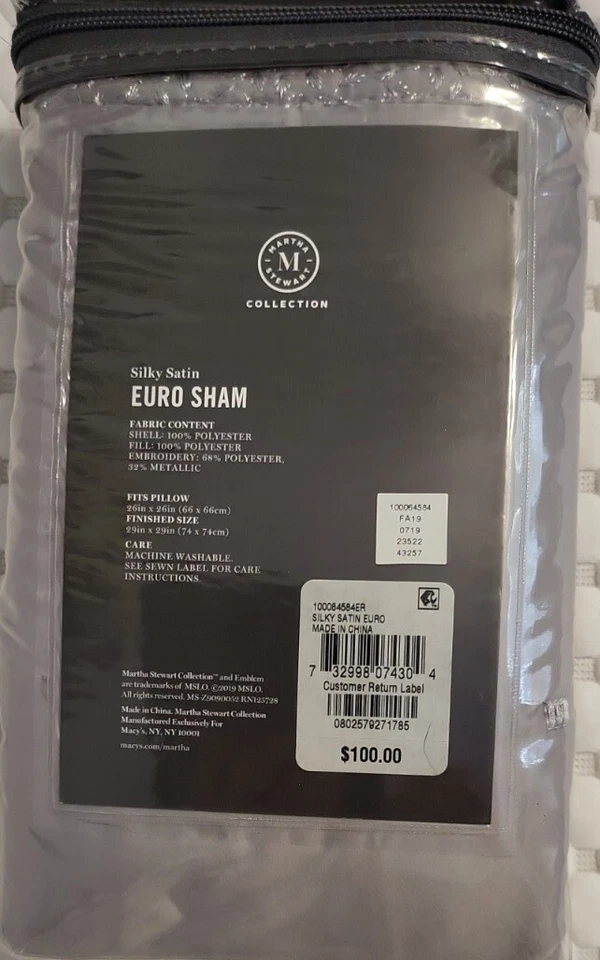 MARTHA
M
STEWART
COLLECTION
Silky Satin
EURO SHAM
FABRIC CONTENT
SHELL: 100% POLYESTER
FILL: 100% POLYESTER
EMBROIDERY: 68% POLYESTER,
32% METALLIC
FITS PILLOW
26in x 26in (66 x 66cm)
FINISHED SIZE
29in x 29in (74 x 74cm)
CARE
MACHINE WASHABLE.
SEE SEWN LABEL FOR CARE
INSTRUCTIONS.
100064584
FA19
0719
23522
43257
100064584ER
SILKY SATIN EURO
MADE IN CHINA
7 32998 07430 4
Customer Return Label
0802579271785
$100.00
Martha Stewart Collection™ and Emblem
are trademarks of MSLO. ©2019 MSLO.
All rights reserved. MS-Z9090052 RN125728
Made in China. Martha Stewart Collection
Manufactured Exclusively For
Macy's, NY, NY 10001
macys.com/martha